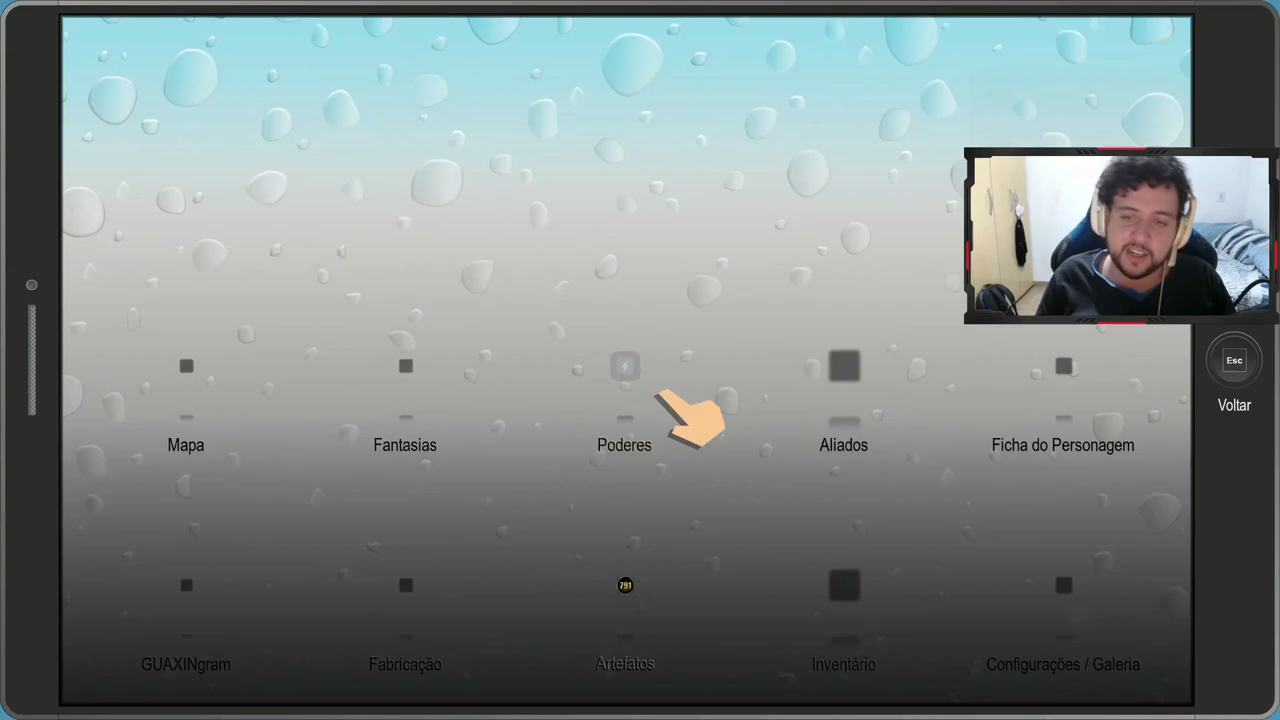 Esc
Voltar
Mapa
Fantasias
Poderes
Aliados
Ficha do Personagem
791
GUAXINgram
Fabricação
Artefatos
Inventário
Configurações / Galeria